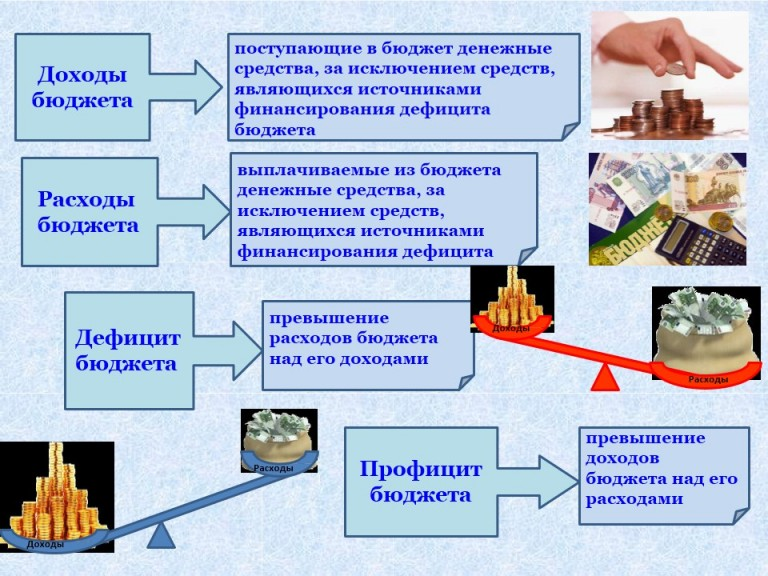 Доходы
бюджета
поступающие в бюджет денежные
средства, за исключением средств,
являющихся источниками
финансирования дефицита
бюджета
Расходы
бюджета
выплачиваемые из бюджета
денежные средства, за
исключением средств,
являющихся источниками
финансирования дефицита
БЮДЖЕ
Дефицит
бюджета
превышение
расходов бюджета
над его доходами
Доходы
Расходы
Расходы
Доходы
Профицит
бюджета
превышение
доходов
бюджета над его
расходами